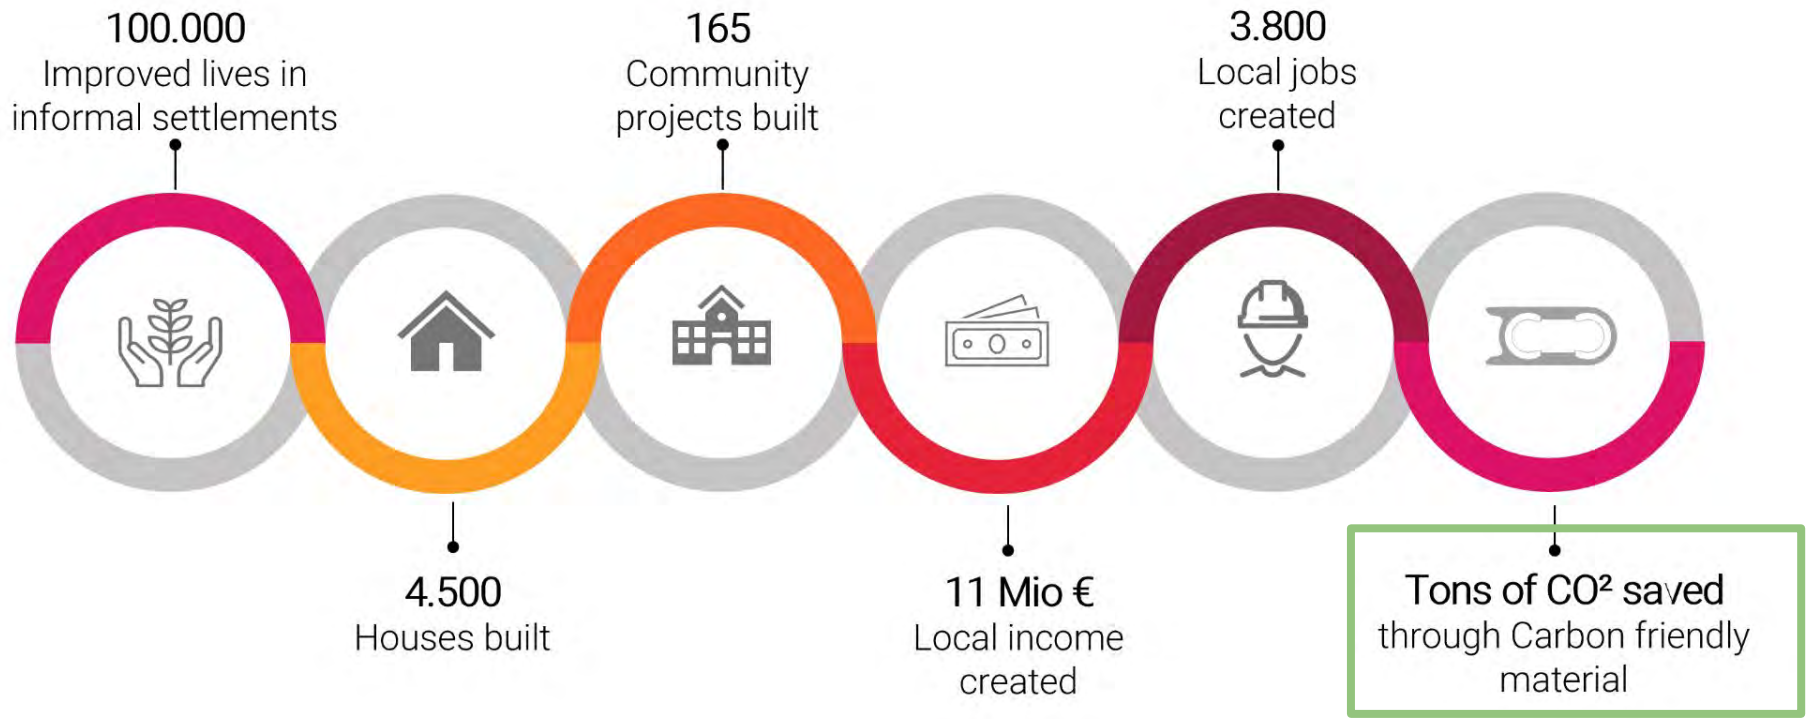 100.000
Improved lives in
informal settlements
4.500
Houses built
165
Community
projects built
11 Mio €
Local income
created
3.800
Local jobs
created
Tons of CO² saved
through Carbon friendly
material